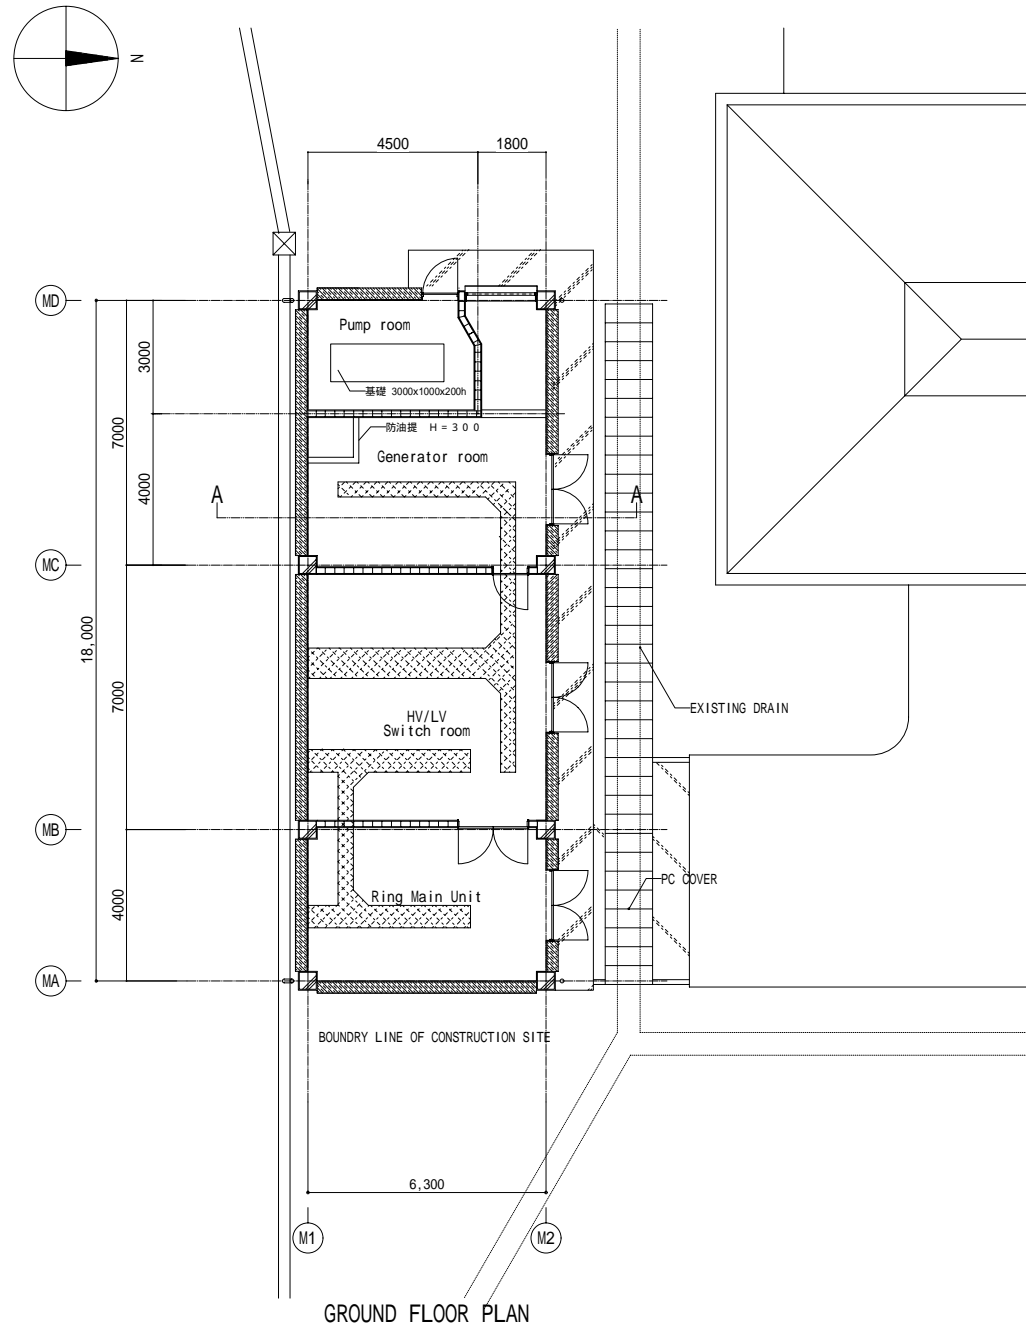 N
4500
1800
MD
Pump room
3000
基礎 3000x1000x200h
7000
防油提 H=300
Generator room
4000
A
A
MC
18,000
7000
HV/LV
Switch room
EXISTING DRAIN
MB
PC COVER
Ring Main Unit
4000
MA
BOUNDRY LINE OF CONSTRUCTION SITE
6,300
M1
M2
GROUND FLOOR PLAN